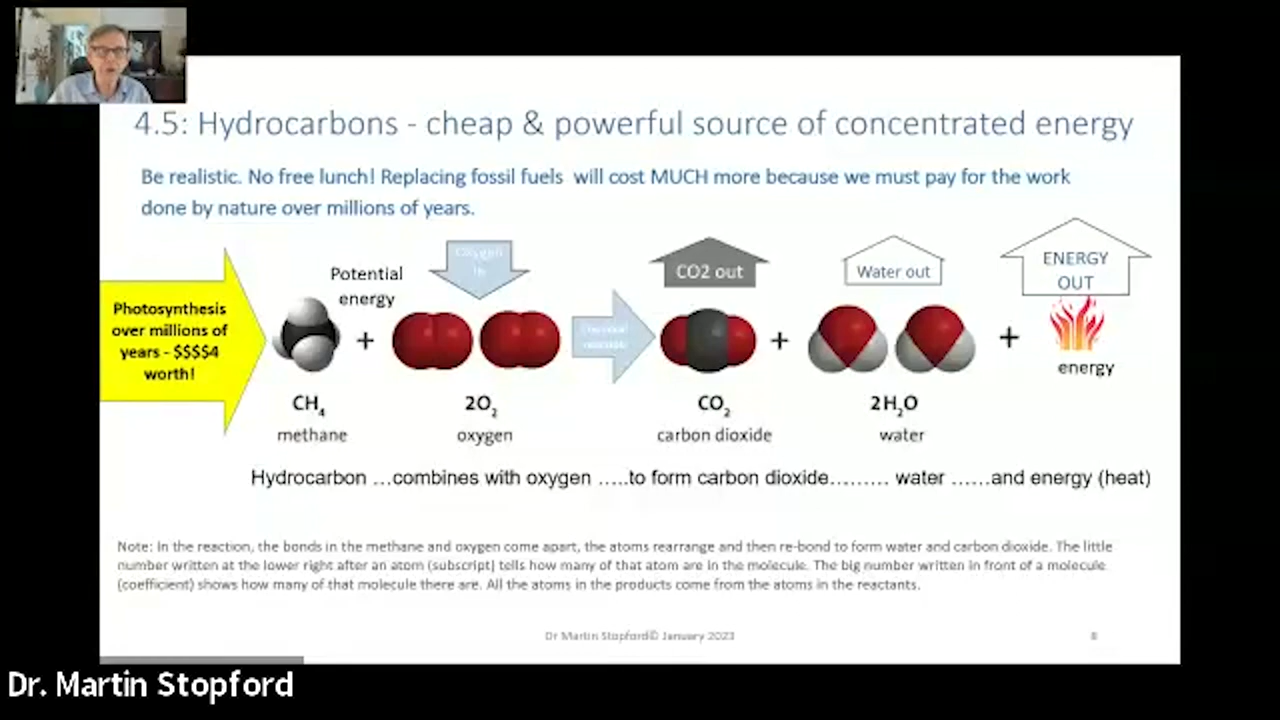 4.5: Hydrocarbons - cheap & powerful source of concentrated energy
Be realistic. No free lunch! Replacing fossil fuels will cost MUCH more because we must pay for the work
done by nature over millions of years.
Photosynthesis
over millions of
years - $$$$4
worth!
Potential
energy
Oxygen
in
CO2 out
Water out
ENERGY
OUT
+
Chemical
reaction
+
+
energy
CH4
2O2
CO2
2H2O
methane
oxygen
carbon dioxide
water
Hydrocarbon …combines with oxygen …..to form carbon dioxide……… water ……and energy (heat)
Note: In the reaction, the bonds in the methane and oxygen come apart, the atoms rearrange and then re-bond to form water and carbon dioxide. The little
number written at the lower right after an atom (subscript) tells how many of that atom are in the molecule. The big number written in front of a molecule
(coefficient) shows how many of that molecule there are. All the atoms in the products come from the atoms in the reactants.
Dr Martin Stopford© January 2023
8
Dr. Martin Stopford